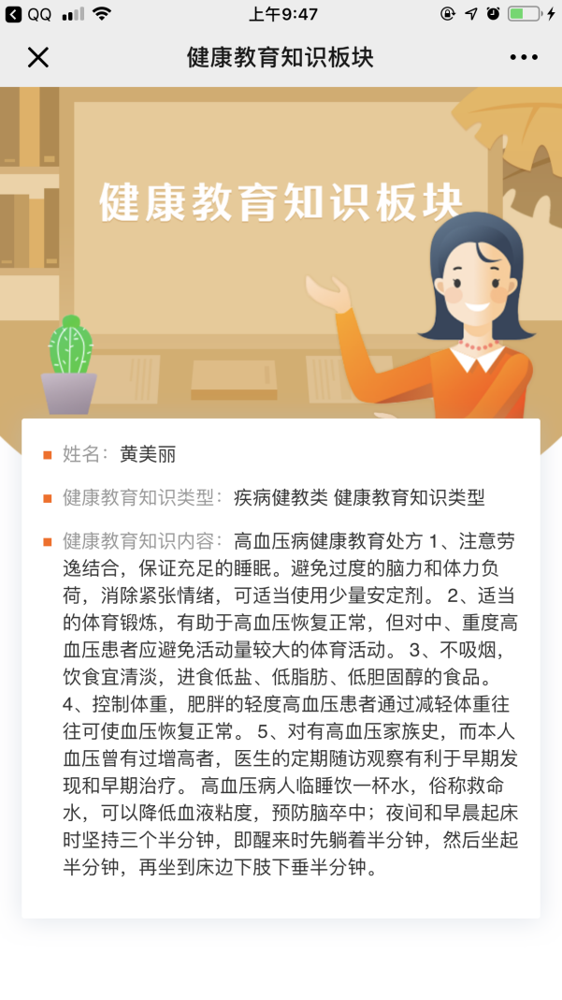 QQ
上午9:47
健康教育知识板块
健康教育知识板块
姓名：黄美丽
健康教育知识类型：疾病健教类 健康教育知识类型
健康教育知识内容：高血压病健康教育处方 1、注意劳
逸结合，保证充足的睡眠。避免过度的脑力和体力负
荷，消除紧张情绪，可适当使用少量安定剂。 2、适当
的体育锻炼，有助于高血压恢复正常，但对中、重度高
血压患者应避免活动量较大的体育活动。 3、不吸烟，
饮食宜清淡，进食低盐、低脂肪、低胆固醇的食品。
4、控制体重，肥胖的轻度高血压患者通过减轻体重往
往可使血压恢复正常。 5、对有高血压家族史，而本人
血压曾有过增高者，医生的定期随访观察有利于早期发
现和早期治疗。 高血压病人临睡饮一杯水，俗称救命
水，可以降低血液粘度，预防脑卒中；夜间和早晨起床
时坚持三个半分钟，即醒来时先躺着半分钟，然后坐起
半分钟，再坐到床边下肢下垂半分钟。